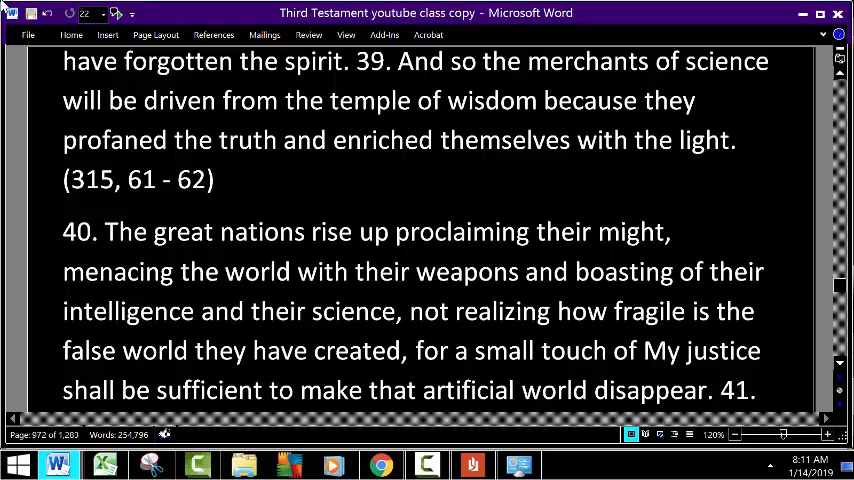 22
Third Testament youtube class copy - Microsoft Word
File Home Insert Page Layout References Mailings Review View Add-Ins Acrobat
have forgotten the spirit. 39. And so the merchants of science
will be driven from the temple of wisdom because they
profaned the truth and enriched themselves with the light.
(315, 61 - 62)
40. The great nations rise up proclaiming their might,
menacing the world with their weapons and boasting of their
intelligence and their science, not realizing how fragile is the
false world they have created, for a small touch of My justice
shall be sufficient to make that artificial world disappear. 41.
Page: 972 of 1,283 Words: 254,796 120%
8:11 AM
1/14/2019